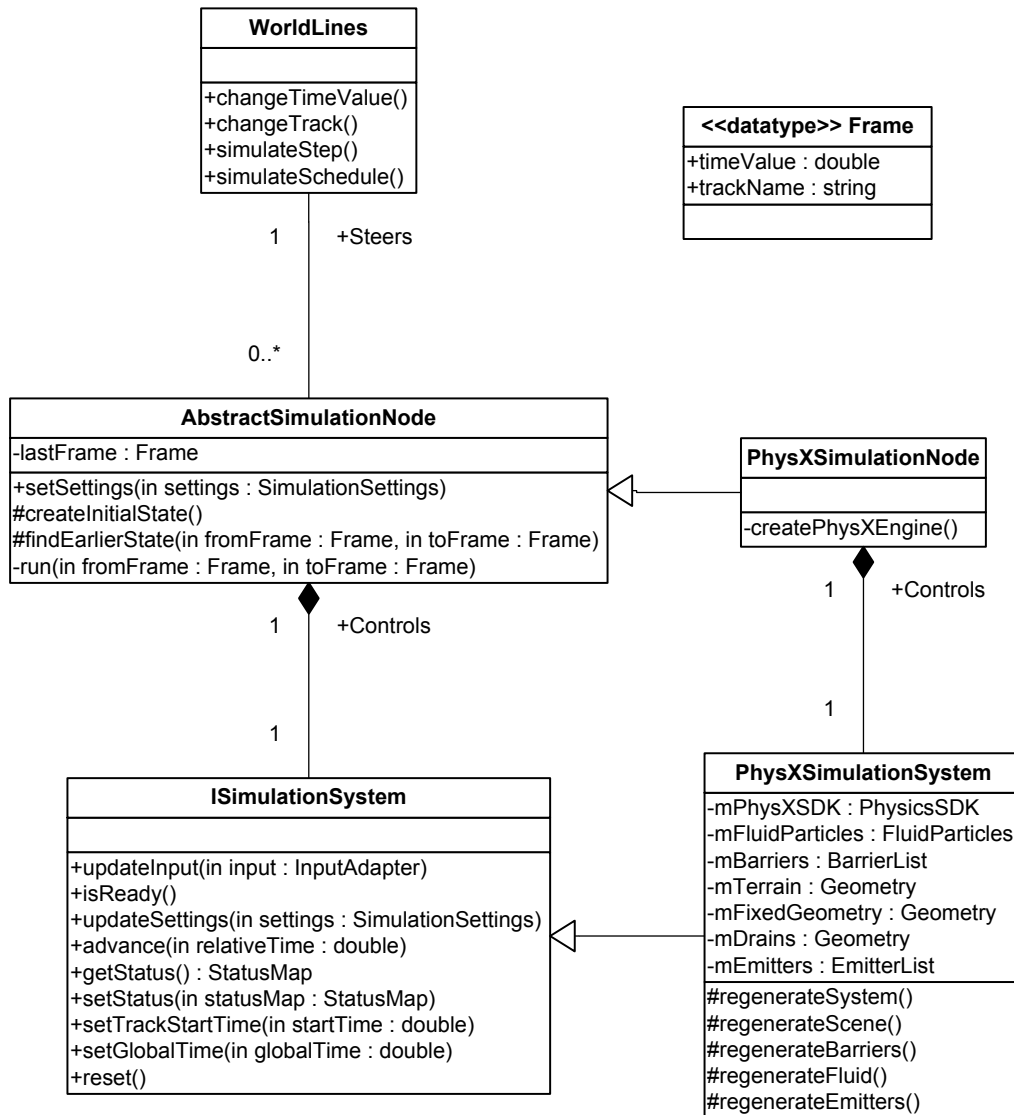 WorldLines
+changeTimeValue()
+changeTrack()
+simulateStep()
+simulateSchedule()
<<datatype>> Frame
+timeValue : double
+trackName : string
1
+Steers
0..*
AbstractSimulationNode
-lastFrame : Frame
+setSettings(in settings : SimulationSettings)
#createInitialState()
#findEarlierState(in fromFrame : Frame, in toFrame : Frame)
-run(in fromFrame : Frame, in toFrame : Frame)
PhysXSimulationNode
-createPhysXEngine()
1
+Controls
1
1
+Controls
1
ISimulationSystem
+updateInput(in input : InputAdapter)
+isReady()
+updateSettings(in settings : SimulationSettings)
+advance(in relativeTime : double)
+getStatus() : StatusMap
+setStatus(in statusMap : StatusMap)
+setTrackStartTime(in startTime : double)
+setGlobalTime(in globalTime : double)
+reset()
PhysXSimulationSystem
-mPhysXSDK : PhysicsSDK
-mFluidParticles : FluidParticles
-mBarriers : BarrierList
-mTerrain : Geometry
-mFixedGeometry : Geometry
-mDrains : Geometry
-mEmitters : EmitterList
#regenerateSystem()
#regenerateScene()
#regenerateBarriers()
#regenerateFluid()
#regenerateEmitters()